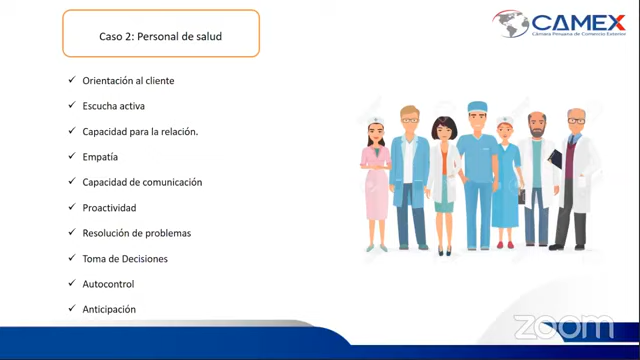 Caso 2: Personal de salud
CAMEX
Cámara Peruana de Comercio Exterior
✓ Orientación al cliente
✓ Escucha activa
✓ Capacidad para la relación.
✓ Empatía
✓ Capacidad de comunicación
✓ Proactividad
✓ Resolución de problemas
✓ Toma de Decisiones
✓ Autocontrol
✓ Anticipación
zoom